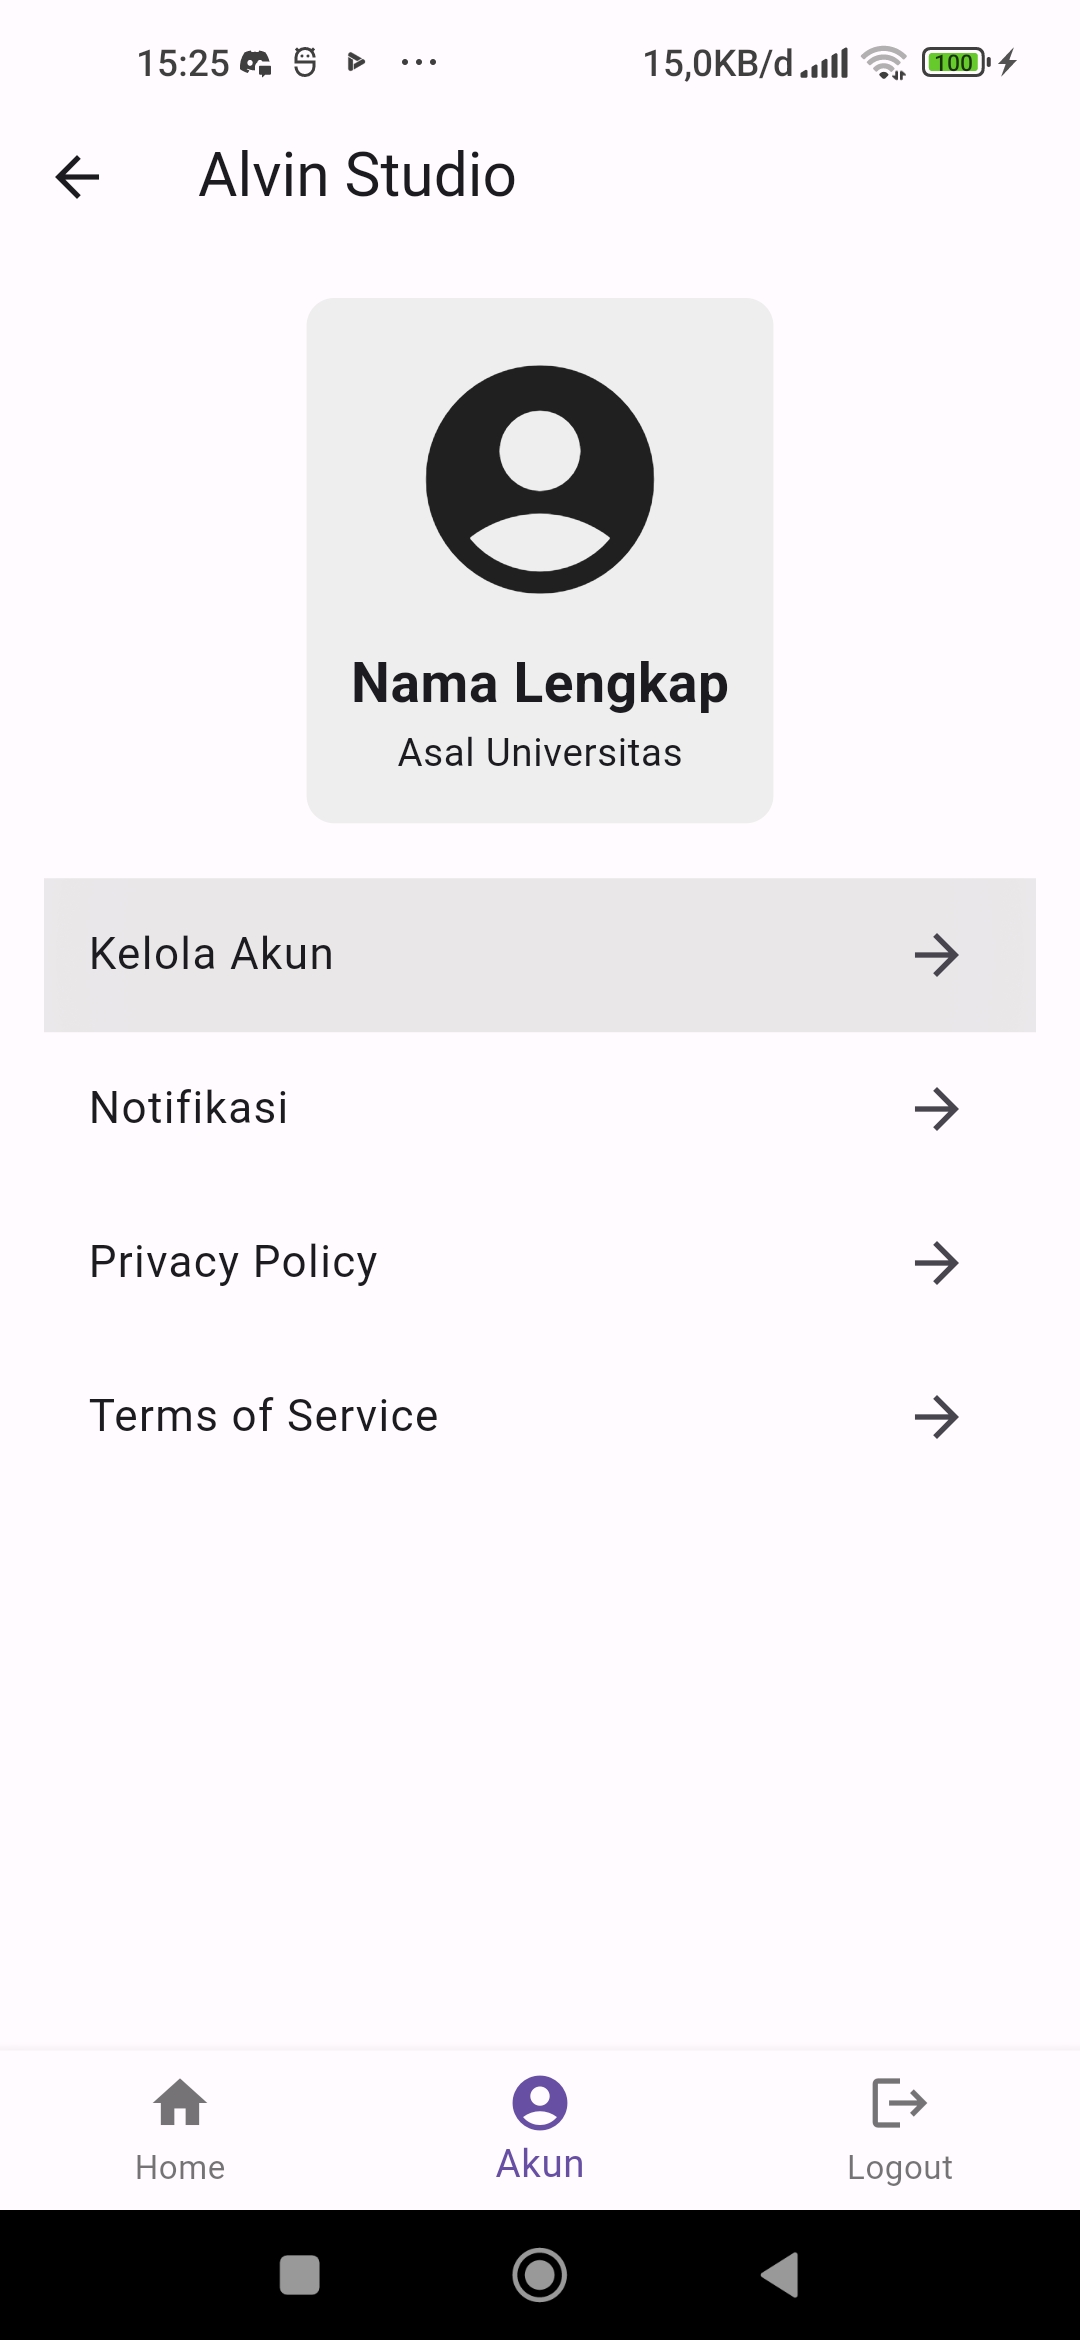 15:25 15,0KB/d 100
Alvin Studio
Nama Lengkap
Asal Universitas
Kelola Akun
Notifikasi
Privacy Policy
Terms of Service
Home Akun Logout